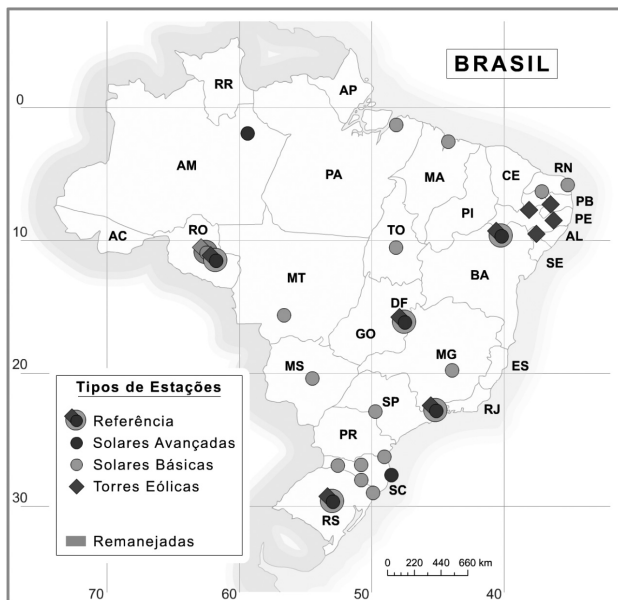 BRASIL
0
10
20
30
70
60
50
40
RR
AP
AM
PA
MA
CE
RN
PB
PE
AL
SE
PI
AC
RO
TO
BA
MT
DF
GO
MG
ES
MS
SP
RJ
PR
SC
RS
Tipos de Estações
Referência
Solares Avançadas
Solares Básicas
Torres Eólicas
Remanejadas
0 220 440 660 km